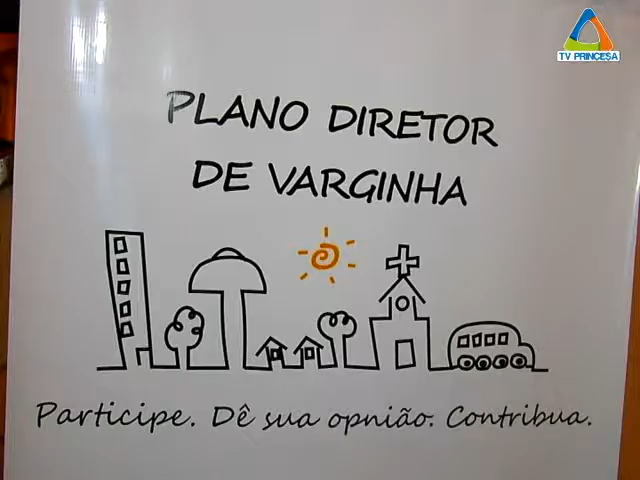 TV PRINCESA
PLANO DIRETOR
DE VARGINHA
Participe. Dê sua opnião. Contribua.